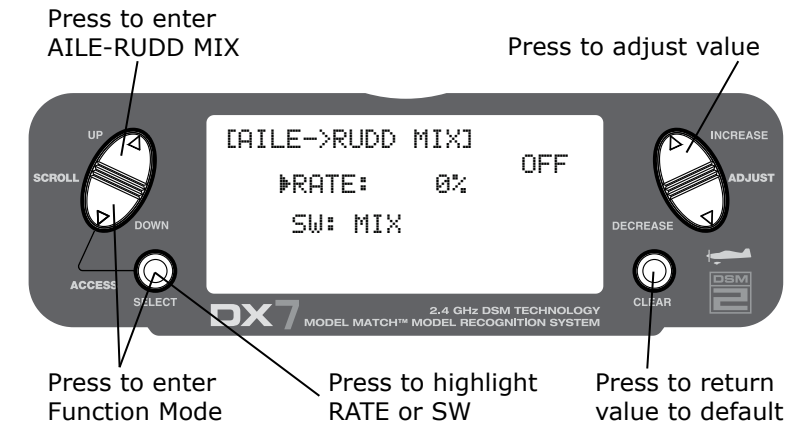 Press to enter
AILE-RUDD MIX
Press to adjust value
UP
SCROLL
DOWN
ACCESS
SELECT
[AILE->RUDD MIX]
OFF
RATE: 0%
SW: MIX
INCREASE
ADJUST
DECREASE
CLEAR
DSM
2
DX7
2.4 GHz DSM TECHNOLOGY
MODEL MATCH™ MODEL RECOGNITION SYSTEM
Press to enter
Function Mode
Press to highlight
RATE or SW
Press to return
value to default